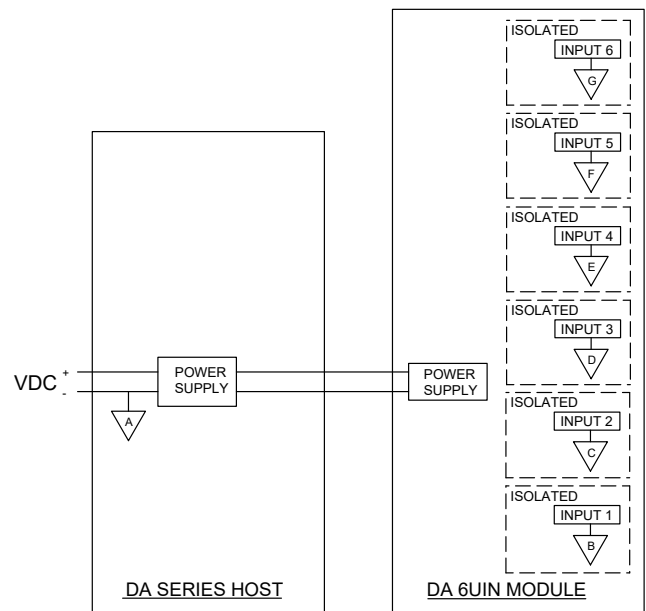 ISOLATED
INPUT 6
G
ISOLATED
INPUT 5
F
ISOLATED
INPUT 4
E
ISOLATED
INPUT 3
D
ISOLATED
INPUT 2
C
ISOLATED
INPUT 1
B
VDC + -
POWER
SUPPLY
POWER
SUPPLY
A
DA SERIES HOST
DA 6UIN MODULE